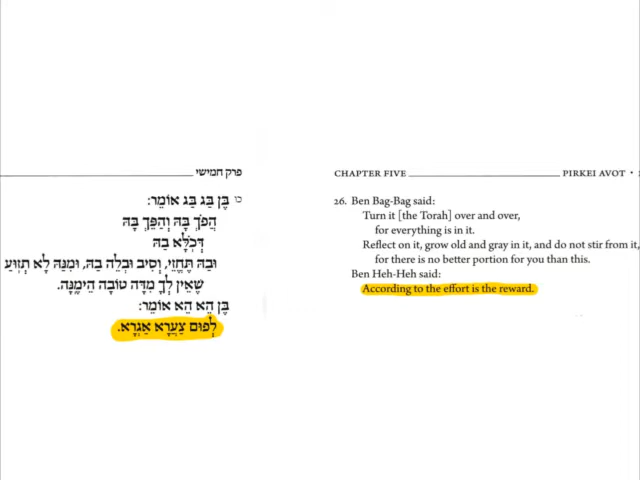 פרק חמישי
כו בֶּן בַּג בַּג אוֹמֵר:
הֲפֹךְ בָּהּ וְהַפֵּךְ בָּהּ
דְּכֹלָּא בַהּ
וּבַהּ תֶּחֱזֵי, וְסִיב וּבְלֵה בַהּ, וּמִנַּהּ לָא תְזוּעַ
שֶׁאֵין לְךָ מִדָּה טוֹבָה הֵימֶנָּה.
בֶּן הֵא הֵא אוֹמֵר:
לְפוּם צַעֲרָא אַגְרָא.
CHAPTER FIVE PIRKEI AVOT •
26. Ben Bag-Bag said:
Turn it [the Torah] over and over,
for everything is in it.
Reflect on it, grow old and gray in it, and do not stir from it,
for there is no better portion for you than this.
Ben Heh-Heh said:
According to the effort is the reward.